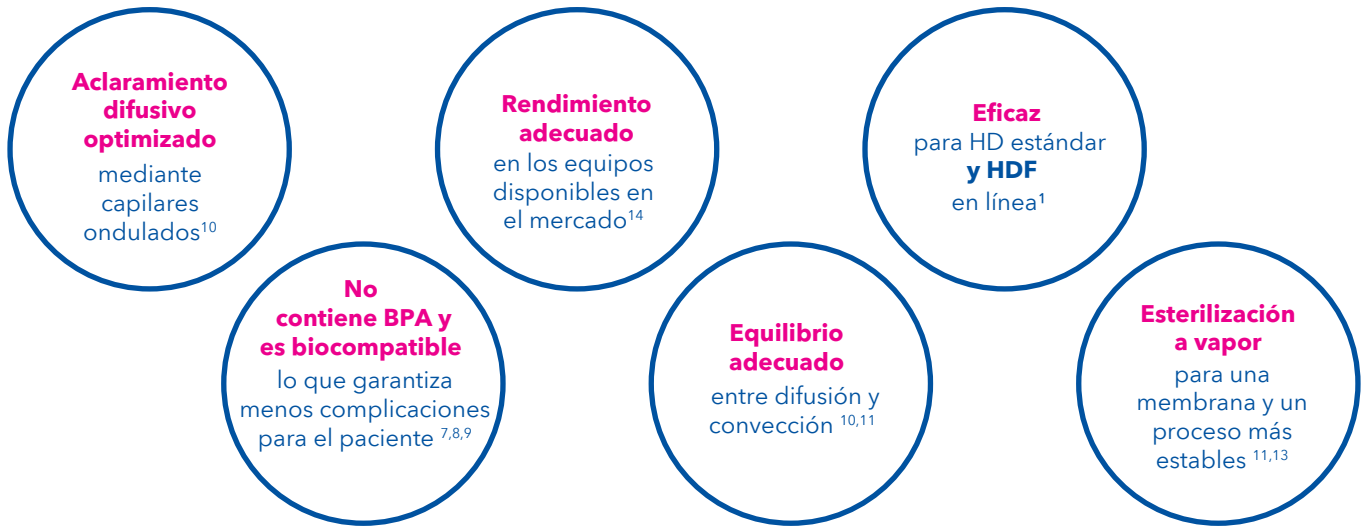 Aclaramiento
difusivo
optimizado
mediante
capilares
ondulados10
Rendimiento
adecuado
en los equipos
disponibles en
el mercado14
Eficaz
para HD estándar
y HDF
en línea1
No
contiene BPA y
es biocompatible
lo que garantiza
menos complicaciones
para el paciente 7,8,9
Equilibrio
adecuado
entre difusión y
convección 10,11
Esterilización
a vapor
para una
membrana y un
proceso más
estables 11,13